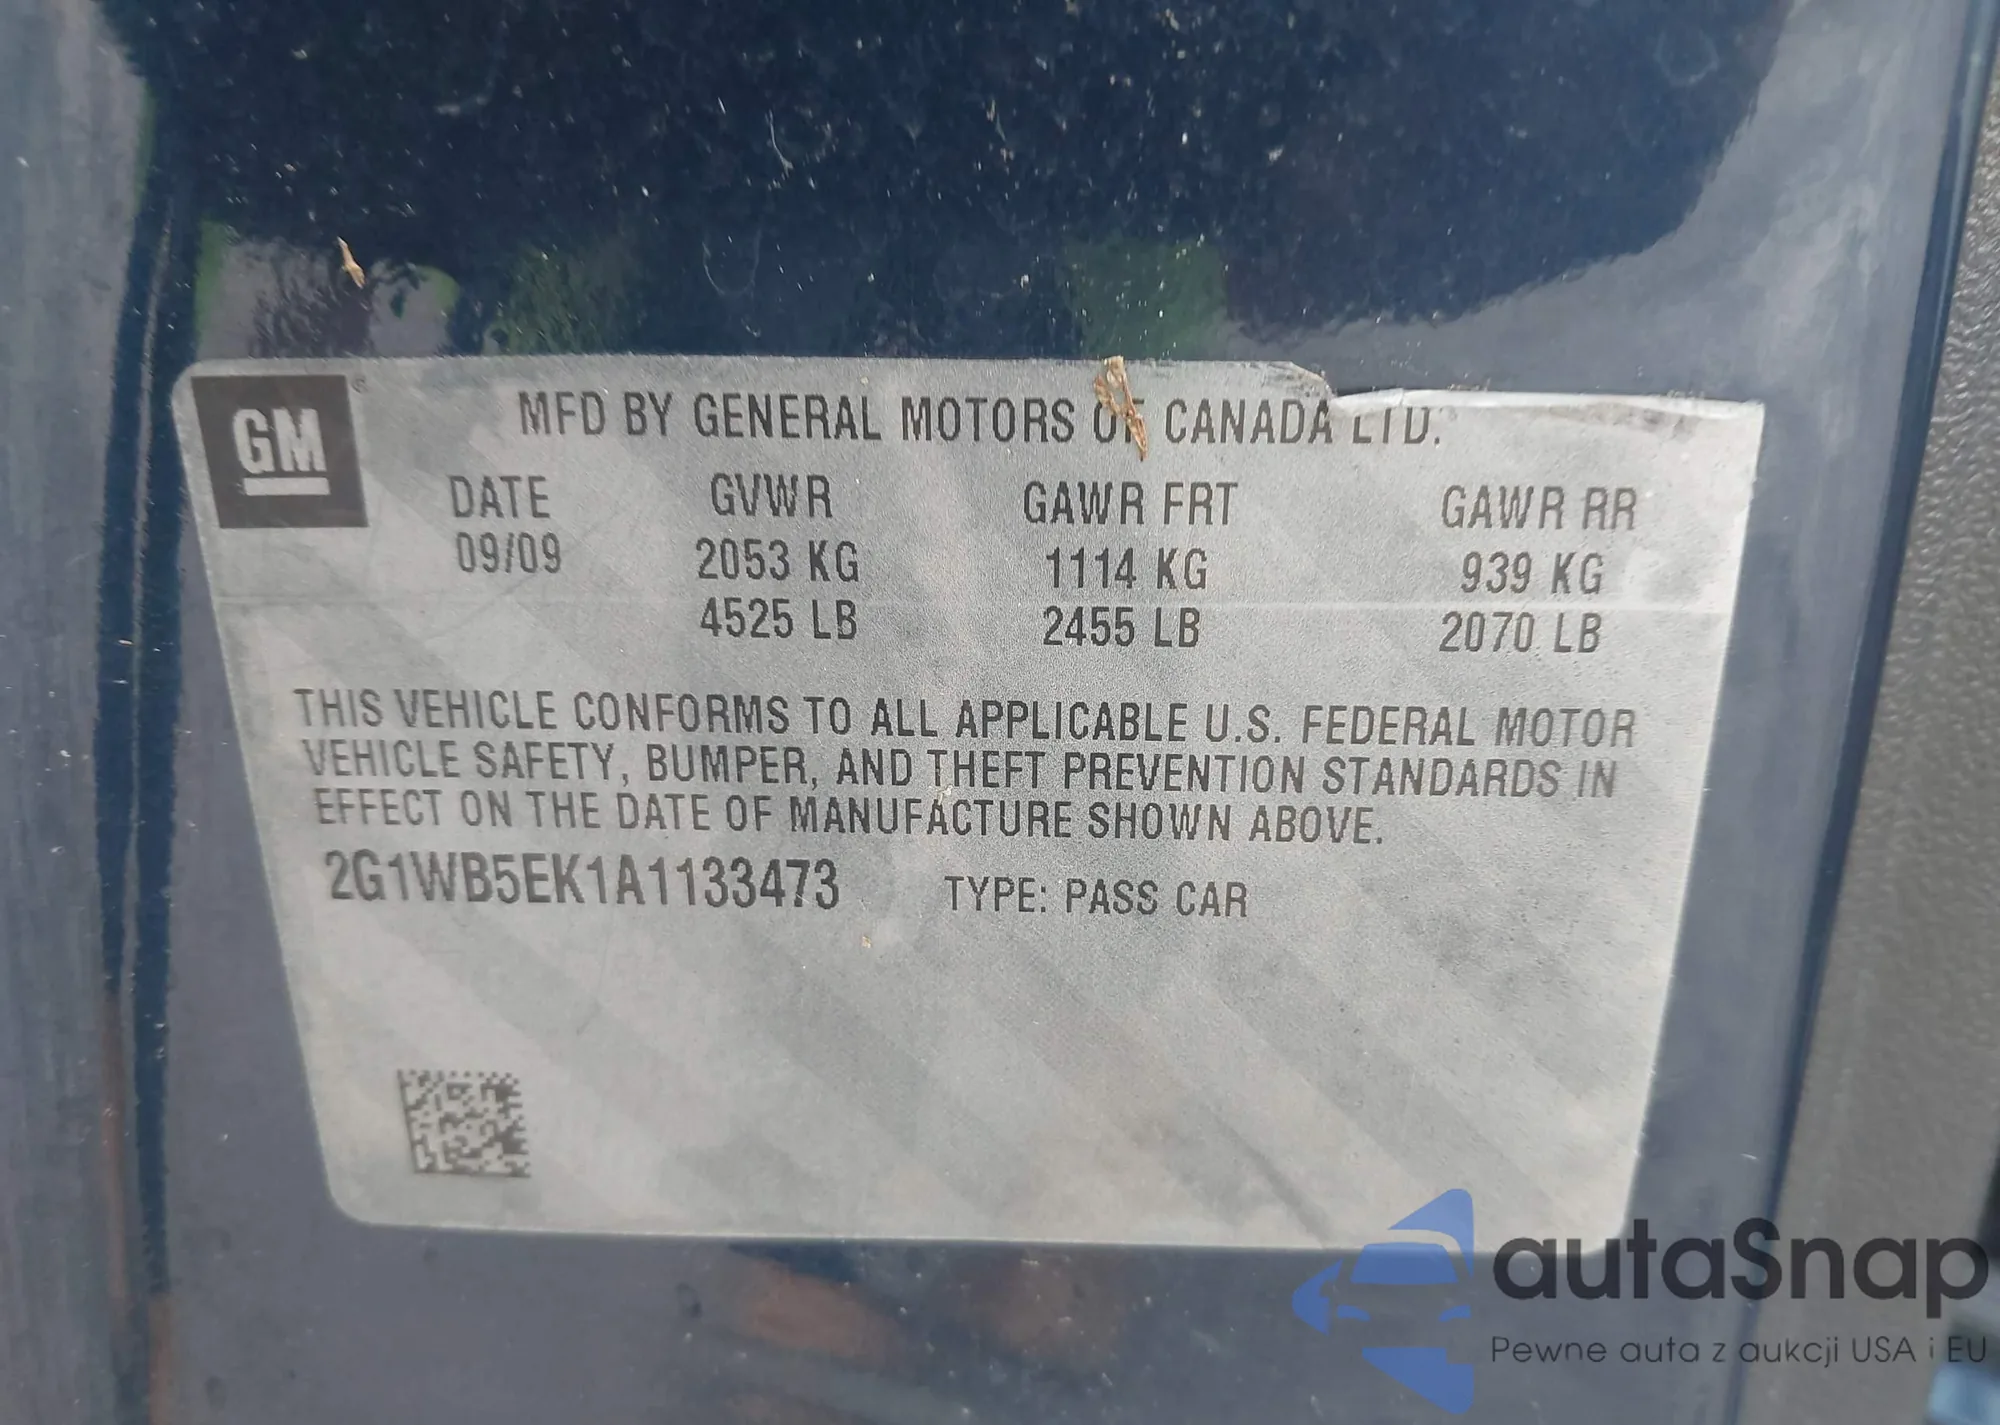 GM
MFD BY GENERAL MOTORS OF CANADA LTD.
DATE GVWR GAWR FRT GAWR RR
09/09 2053 KG 1114 KG 939 KG
4525 LB 2455 LB 2070 LB
THIS VEHICLE CONFORMS TO ALL APPLICABLE U.S. FEDERAL MOTOR
VEHICLE SAFETY, BUMPER, AND THEFT PREVENTION STANDARDS IN
EFFECT ON THE DATE OF MANUFACTURE SHOWN ABOVE.
2G1WB5EK1A1133473 TYPE: PASS CAR
autaSnap
Pewne auta z aukcji USA i EU